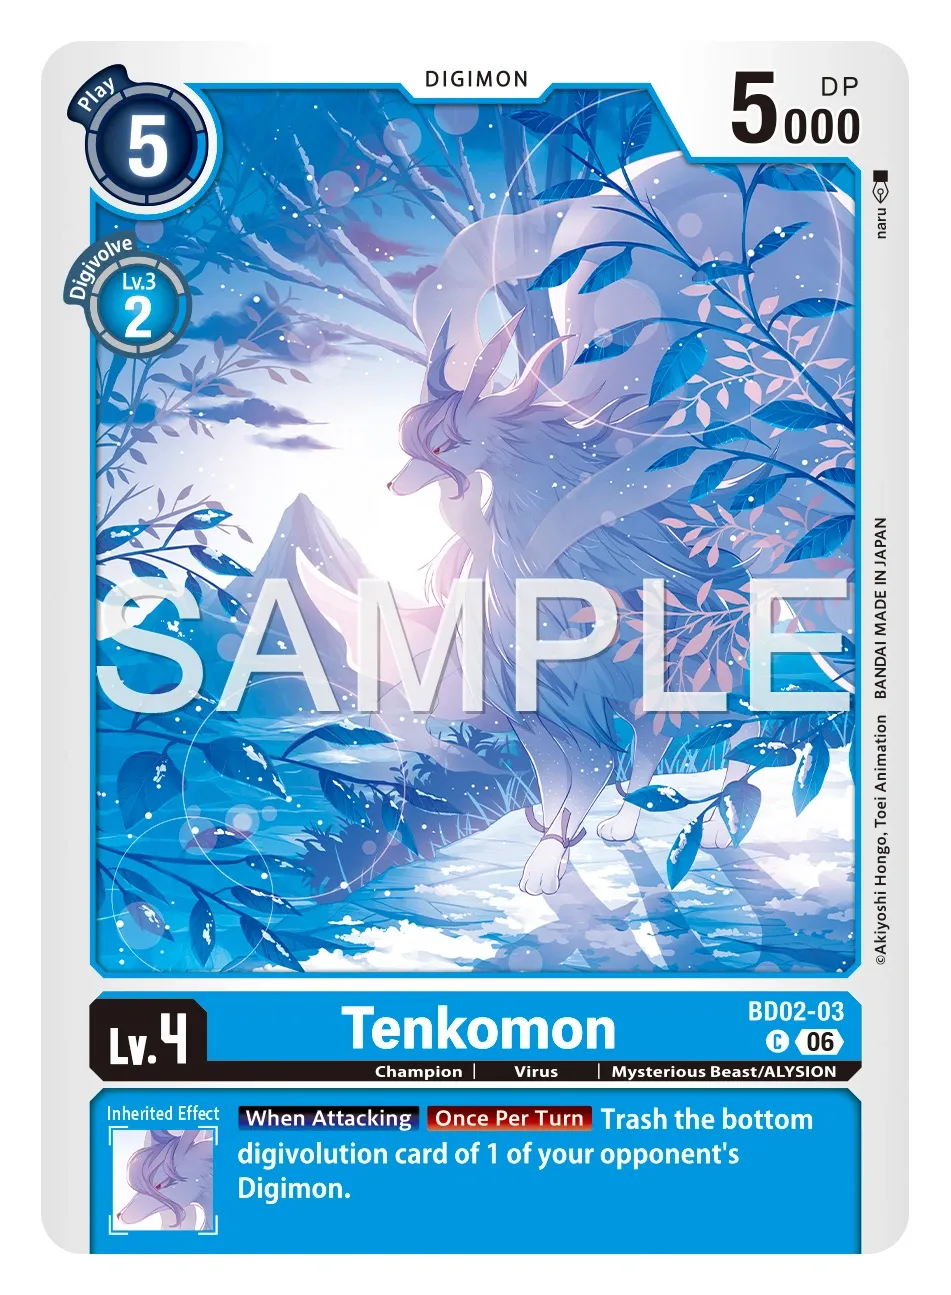 DIGIMON
Play
5
DP
5000
Digivolve
Lv.3
2
naru
SAMPLE
©Akiyoshi Hongo, Toei Animation BANDAI MADE IN JAPAN
Lv.4
Tenkomon
BD02-03
C 06
Champion | Virus | Mysterious Beast/ALYSION
Inherited Effect
When Attacking Once Per Turn Trash the bottom
digivolution card of 1 of your opponent's
Digimon.